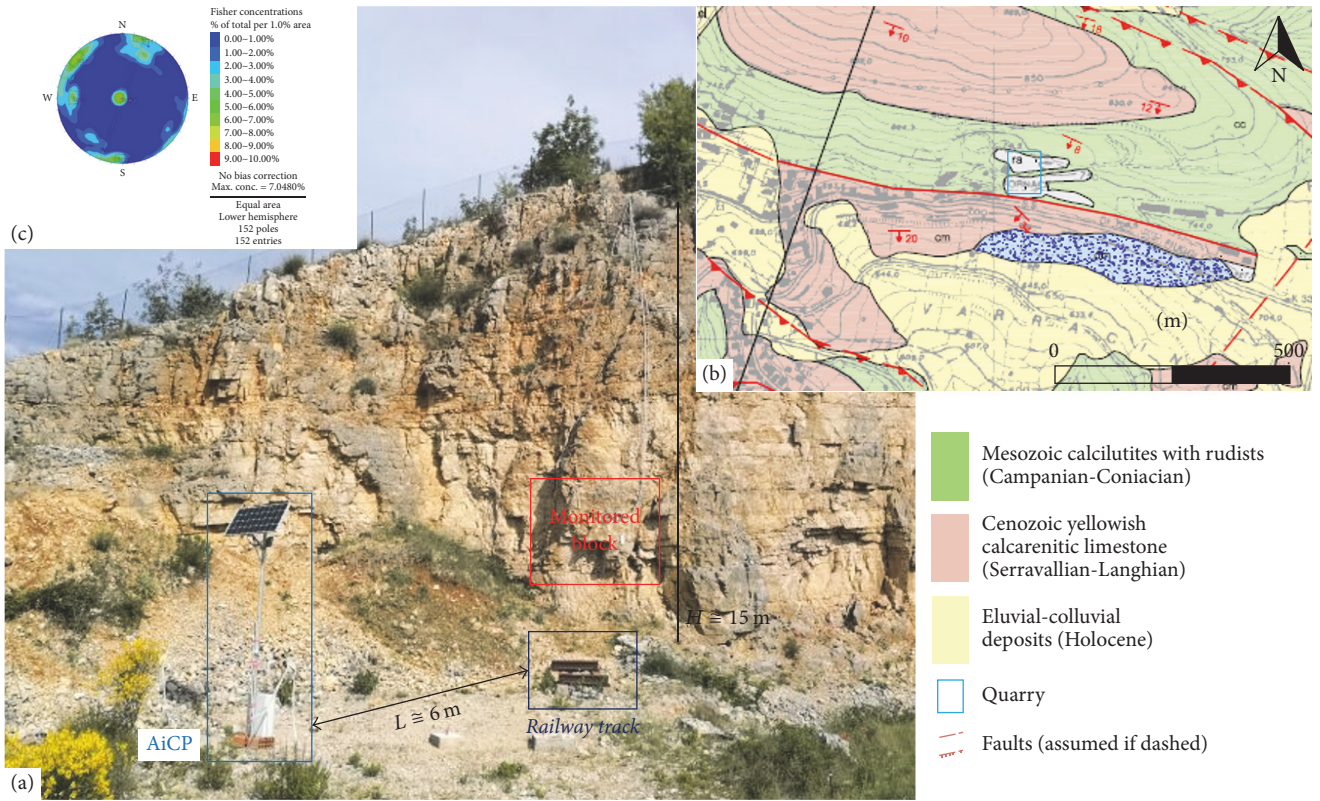 Fisher concentrations
% of total per 1.0% area
0.00~1.00%
1.00~2.00%
2.00~3.00%
3.00~4.00%
4.00~5.00%
5.00~6.00%
6.00~7.00%
7.00~8.00%
8.00~9.00%
9.00~10.00%
No bias correction
Max. conc. = 7.0480%
Equal area
Lower hemisphere
152 poles
152 entries
N
W
E
S
(c)
d
10
18
12
8
850
ra
cc
20
cm
VARRAC
N
(m)
0
500
(b)
Monitored
block
H ≅ 15 m
L ≅ 6 m
Railway track
AiCP
(a)
Mesozoic calcilutites with rudists
(Campanian-Coniacian)
Cenozoic yellowish
calcarenitic limestone
(Serravallian-Langhian)
Eluvial-colluvial
deposits (Holocene)
Quarry
Faults (assumed if dashed)